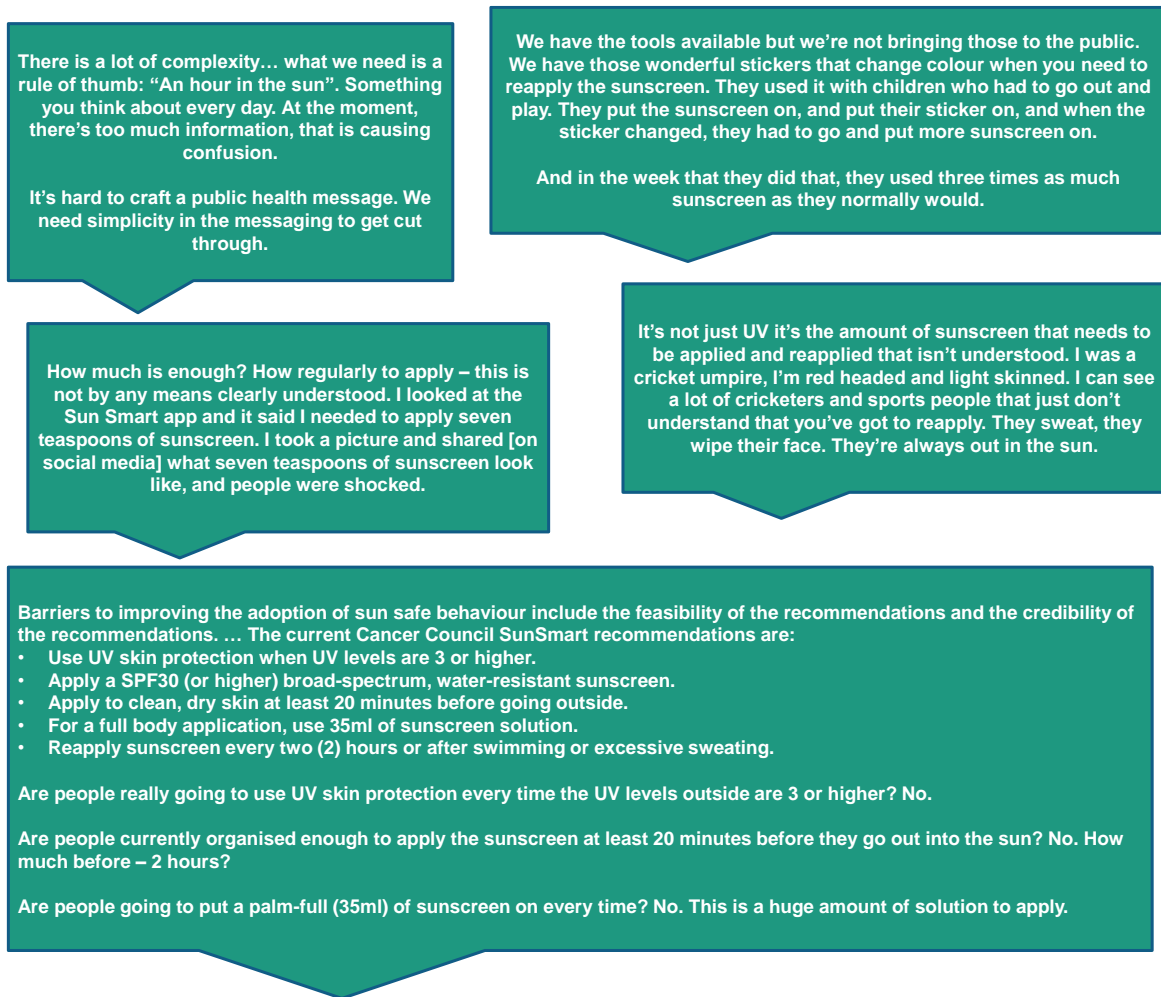 There is a lot of complexity… what we need is a
rule of thumb: “An hour in the sun”. Something
you think about every day. At the moment,
there’s too much information, that is causing
confusion.
It’s hard to craft a public health message. We
need simplicity in the messaging to get cut
through.
We have the tools available but we’re not bringing those to the public.
We have those wonderful stickers that change colour when you need to
reapply the sunscreen. They used it with children who had to go out and
play. They put the sunscreen on, and put their sticker on, and when the
sticker changed, they had to go and put more sunscreen on.
And in the week that they did that, they used three times as much
sunscreen as they normally would.
How much is enough? How regularly to apply – this is
not by any means clearly understood. I looked at the
Sun Smart app and it said I needed to apply seven
teaspoons of sunscreen. I took a picture and shared [on
social media] what seven teaspoons of sunscreen look
like, and people were shocked.
It’s not just UV it’s the amount of sunscreen that needs to
be applied and reapplied that isn’t understood. I was a
cricket umpire, I’m red headed and light skinned. I can see
a lot of cricketers and sports people that just don’t
understand that you’ve got to reapply. They sweat, they
wipe their face. They’re always out in the sun.
Barriers to improving the adoption of sun safe behaviour include the feasibility of the recommendations and the credibility of
the recommendations. … The current Cancer Council SunSmart recommendations are:
• Use UV skin protection when UV levels are 3 or higher.
• Apply a SPF30 (or higher) broad-spectrum, water-resistant sunscreen.
• Apply to clean, dry skin at least 20 minutes before going outside.
• For a full body application, use 35ml of sunscreen solution.
• Reapply sunscreen every two (2) hours or after swimming or excessive sweating.
Are people really going to use UV skin protection every time the UV levels outside are 3 or higher? No.
Are people currently organised enough to apply the sunscreen at least 20 minutes before they go out into the sun? No. How
much before – 2 hours?
Are people going to put a palm-full (35ml) of sunscreen on every time? No. This is a huge amount of solution to apply.